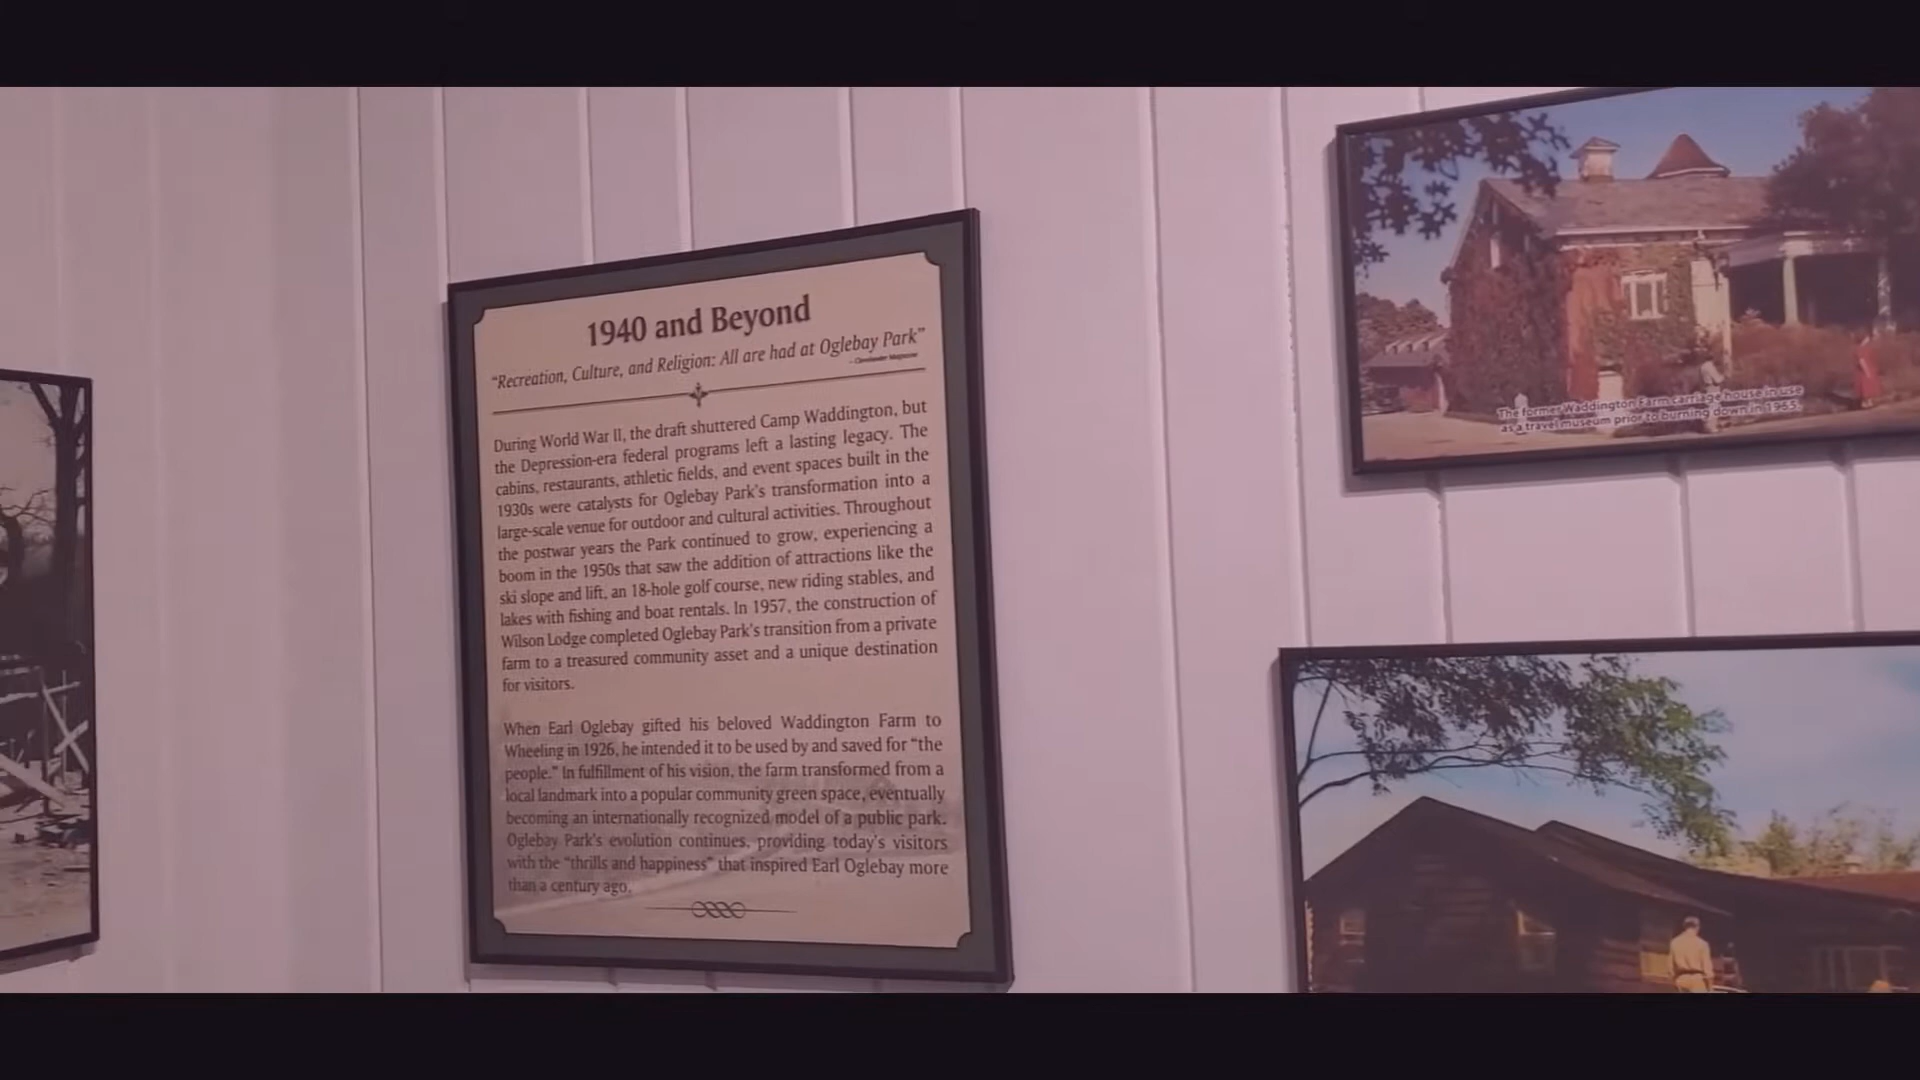 1940 and Beyond
"Recreation, Culture, and Religion: All are had at Oglebay Park"
During World War II, the draft shuttered Camp Waddington, but
the Depression-era federal programs left a lasting legacy. The
cabins, restaurants, athletic fields, and event spaces built in the
1930s were catalysts for Oglebay Park's transformation into a
large-scale venue for outdoor and cultural activities. Throughout
the postwar years the Park continued to grow, experiencing a
boom in the 1950s that saw the addition of attractions like the
ski slope and lift, an 18-hole golf course, new riding stables, and
lakes with fishing and boat rentals. In 1957, the construction of
Wilson Lodge completed Oglebay Park's transition from a private
farm to a treasured community asset and a unique destination
for visitors.
When Earl Oglebay gifted his beloved Waddington Farm to
Wheeling in 1926, he intended it to be used by and saved for "the
people." In fulfillment of his vision, the farm transformed from a
local landmark into a popular community green space, eventually
becoming an internationally recognized model of a public park.
Oglebay Park's evolution continues, providing today's visitors
with the "thrills and happiness" that inspired Earl Oglebay more
than a century ago.
The former Waddington Farm carriage house in use
as a travel museum prior to burning down in 1955.